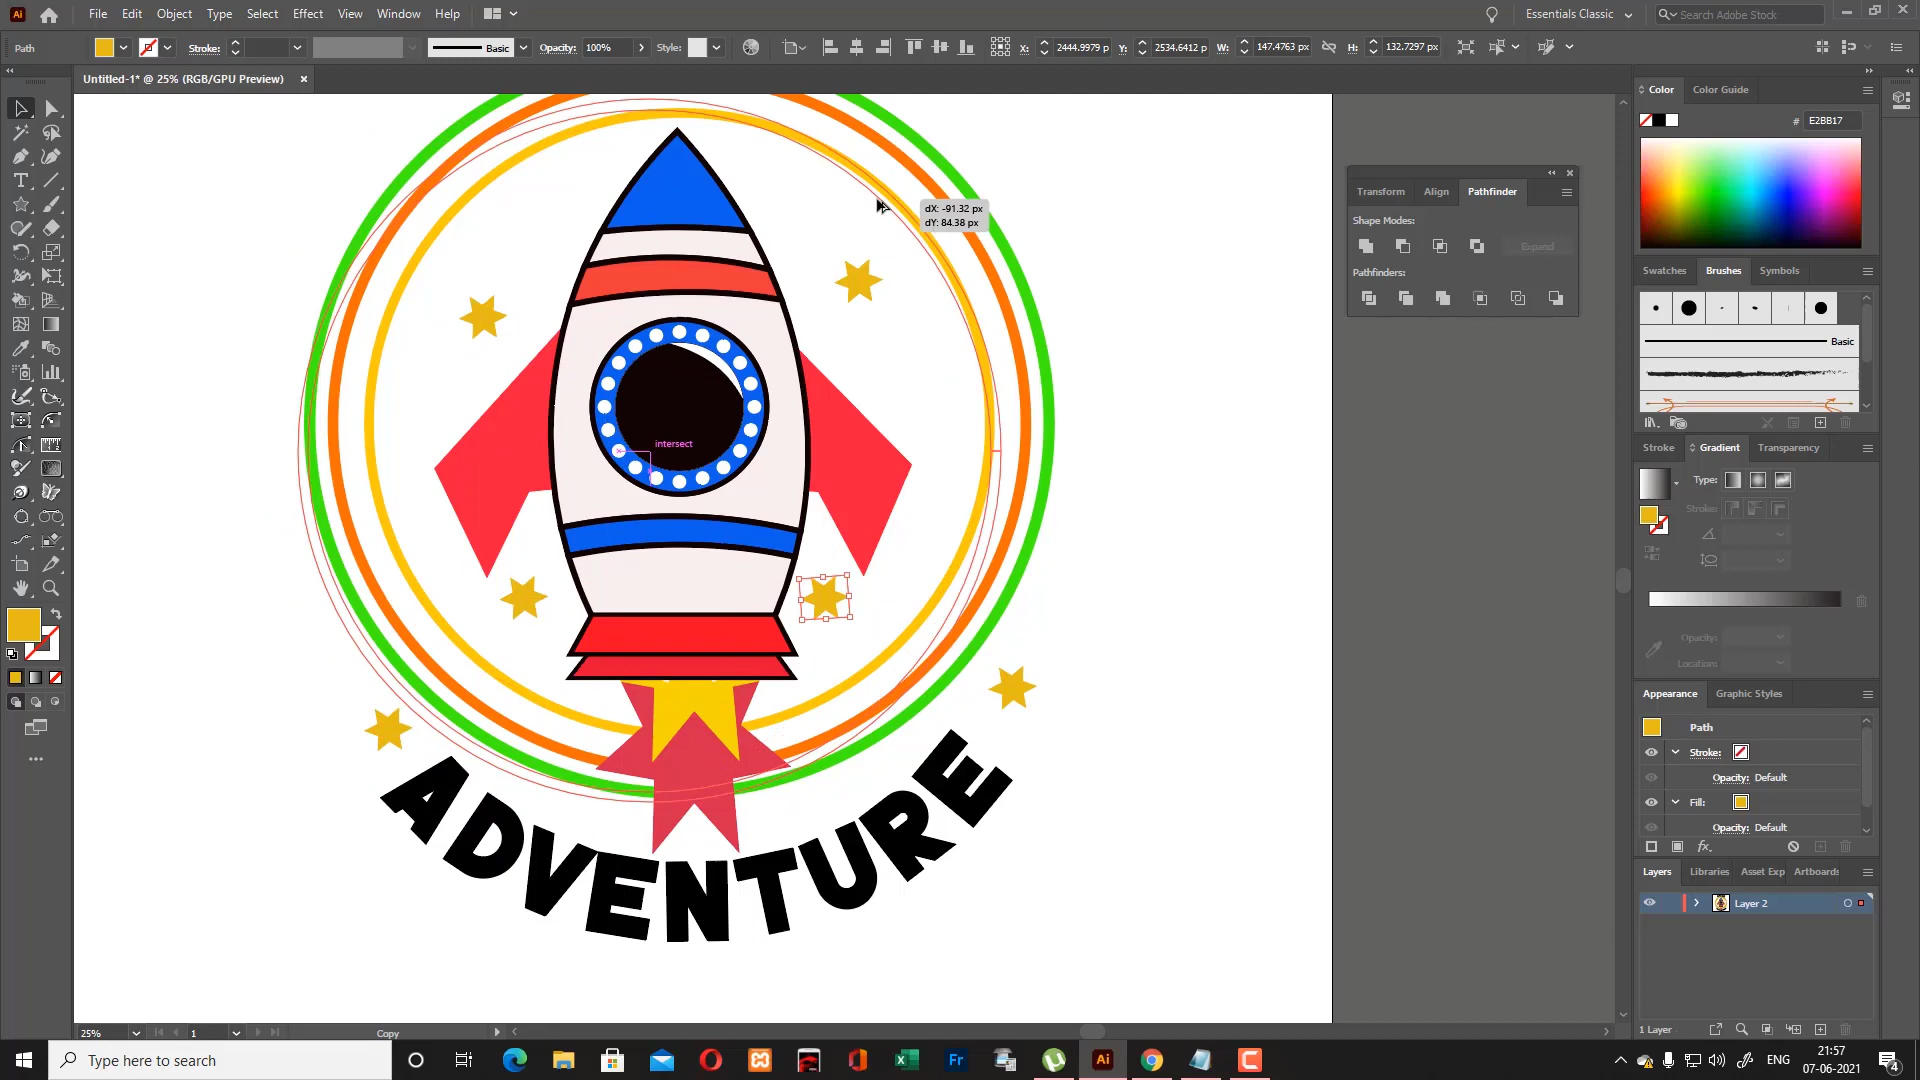 Ai File Edit Object Type Select Effect View Window Help Essentials Classic Search Adobe Stock
Path Stroke: Basic Opacity: 100% Style: X: 2444.9979 p Y: 2534.6412 p W: 147.4763 px H: 132.7297 px
Untitled-1* @ 25% (RGB/GPU Preview)
Color Color Guide
# E2BB17
Transform Align Pathfinder
Shape Modes:
Expand
Pathfinders:
dX: -91.32 px
dY: 84.38 px
intersect
Swatches Brushes Symbols
Basic
Stroke Gradient Transparency
Type:
Stroke:
Opacity:
Location:
Appearance Graphic Styles
Path
Stroke:
Opacity: Default
Fill:
Opacity: Default
fx
Layers Libraries Asset Exp Artboards
Layer 2
1 Layer
ADVENTURE
25% 1 Copy
Type here to search
Fr Ai
ENG
21:57
07-06-2021
4